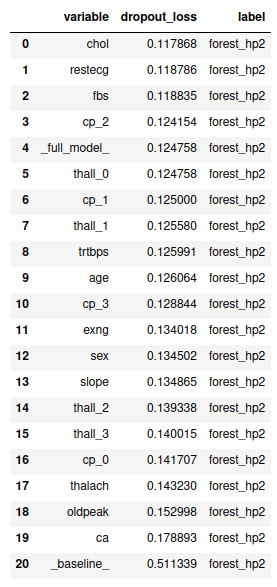 variable dropout_loss label
0 chol 0.117868 forest_hp2
1 restecg 0.118786 forest_hp2
2 fbs 0.118835 forest_hp2
3 cp_2 0.124154 forest_hp2
4 _full_model_ 0.124758 forest_hp2
5 thall_0 0.124758 forest_hp2
6 cp_1 0.125000 forest_hp2
7 thall_1 0.125580 forest_hp2
8 trtbps 0.125991 forest_hp2
9 age 0.126064 forest_hp2
10 cp_3 0.128844 forest_hp2
11 exng 0.134018 forest_hp2
12 sex 0.134502 forest_hp2
13 slope 0.134865 forest_hp2
14 thall_2 0.139338 forest_hp2
15 thall_3 0.140015 forest_hp2
16 cp_0 0.141707 forest_hp2
17 thalach 0.143230 forest_hp2
18 oldpeak 0.152998 forest_hp2
19 ca 0.178893 forest_hp2
20 _baseline_ 0.511339 forest_hp2